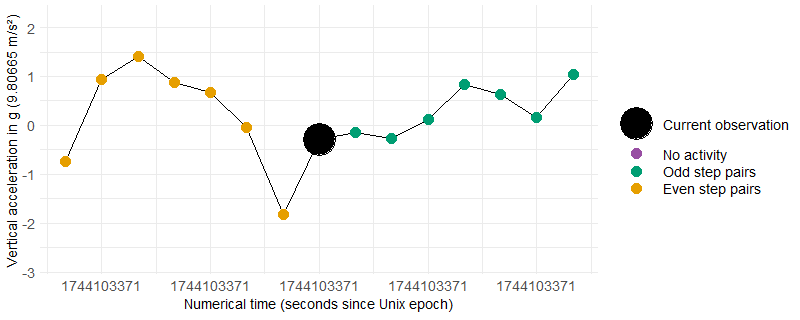 Vertical acceleration in g (9.80665 m/s²)
2
1
0
-1
-2
-3
1744103371 1744103371 1744103371 1744103371 1744103371
Numerical time (seconds since Unix epoch)
Current observation
No activity
Odd step pairs
Even step pairs